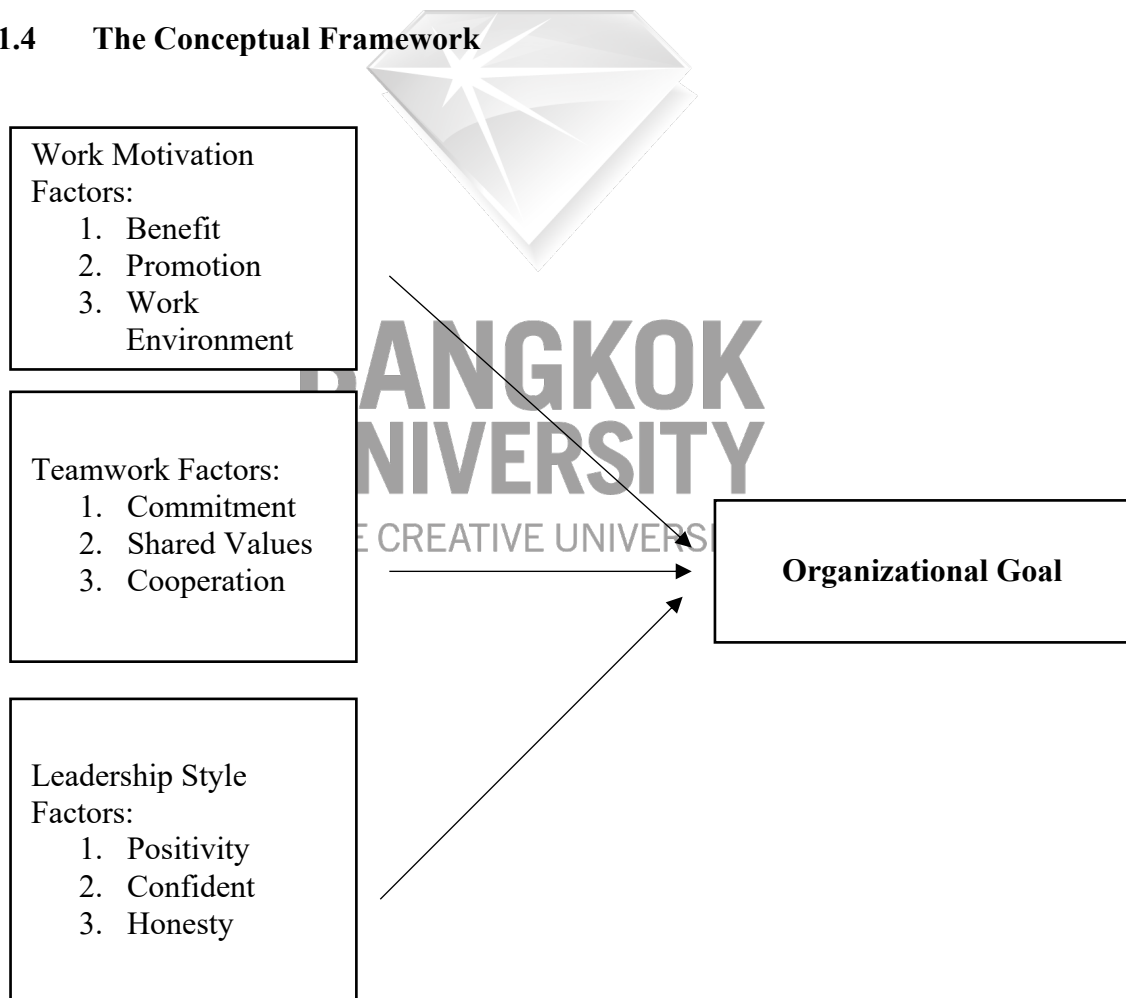 1.4 The Conceptual Framework
Work Motivation
Factors:
1. Benefit
2. Promotion
3. Work
Environment
BANGKOK
UNIVERSITY
THE CREATIVE UNIVERSITY
Teamwork Factors:
1. Commitment
2. Shared Values
3. Cooperation
Organizational Goal
Leadership Style
Factors:
1. Positivity
2. Confident
3. Honesty